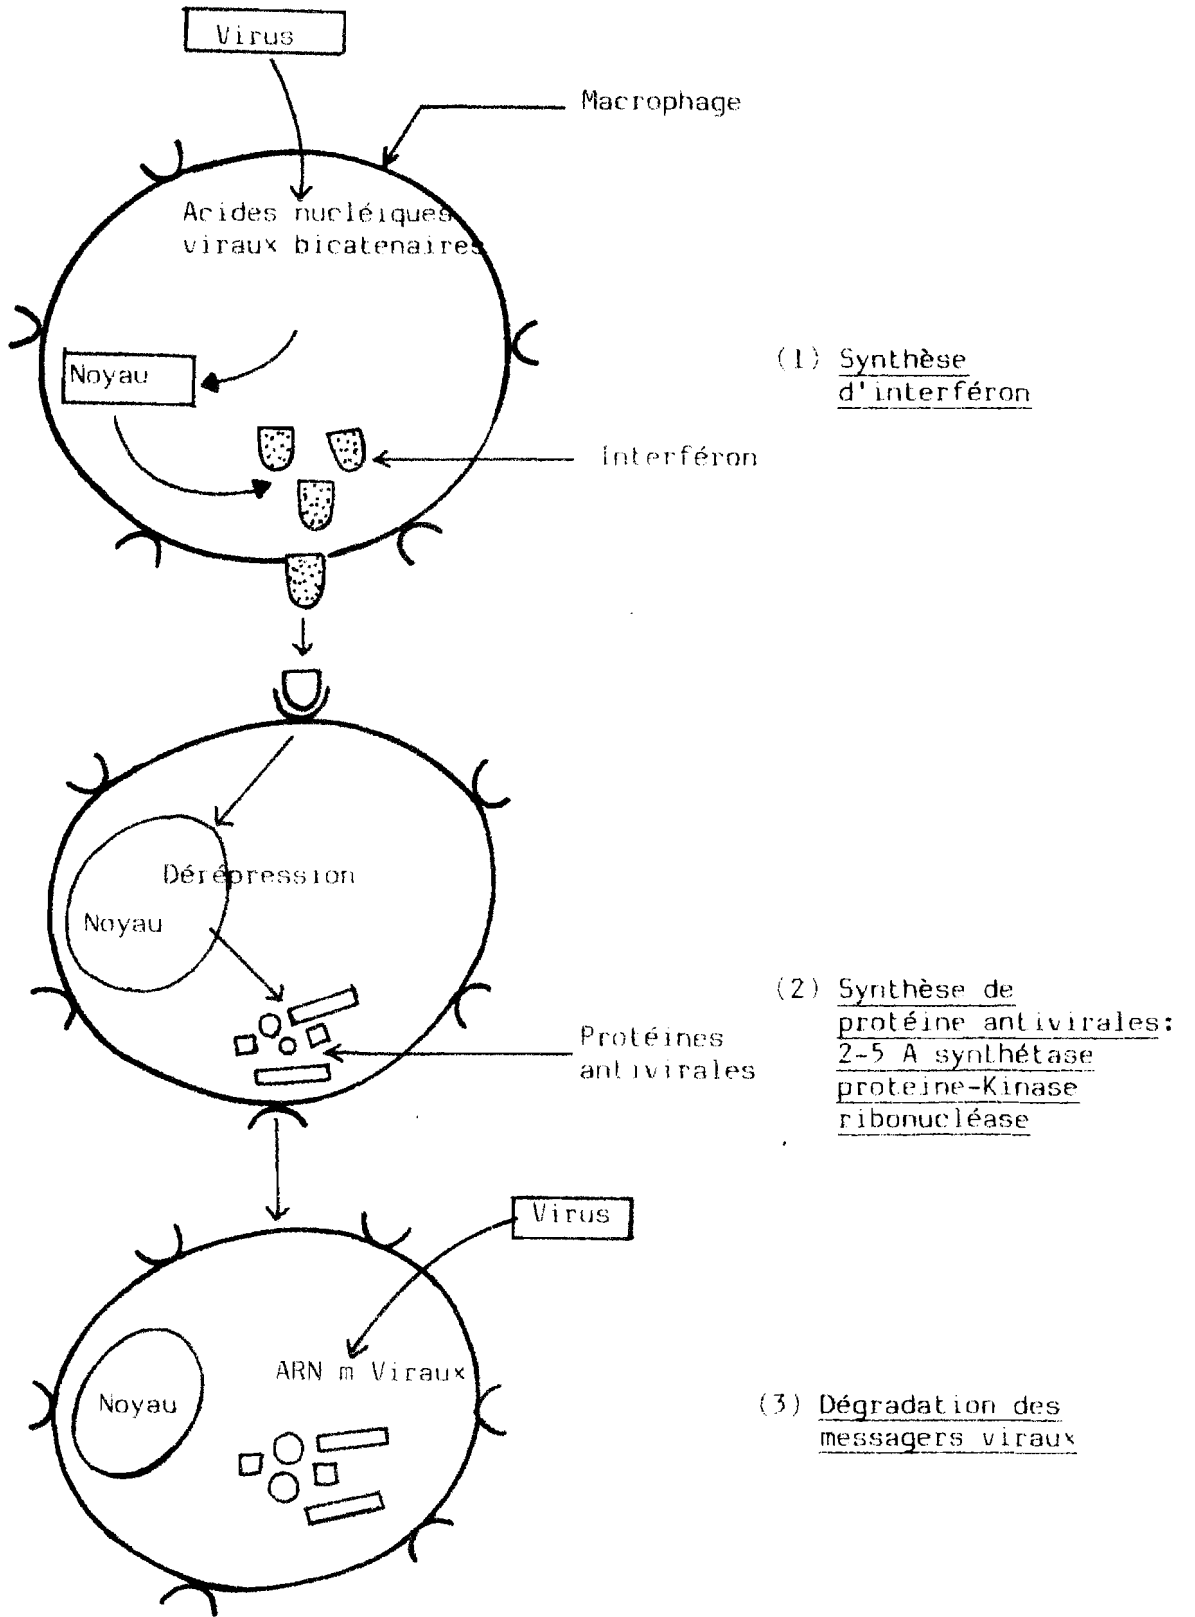 Virus
Macrophage
Acides nucléiques
viraux bicatenaires
Noyau
(1) Synthèse
d'interféron
Interféron
Dérépression
Noyau
Protéines
antivirales
(2) Synthèse de
protéine antivirales:
2-5 A synthétase
proteine-Kinase
ribonucléase
Virus
ARN m Viraux
Noyau
(3) Dégradation des
messagers viraux